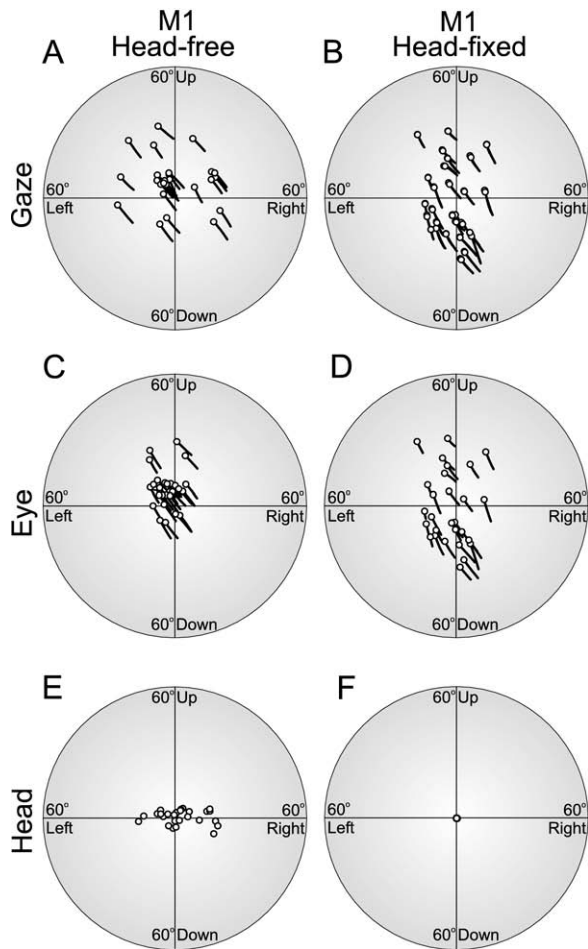 M1
Head-free
M1
Head-fixed
A
60° Up
60°
Left
60°
Right
60° Down
Gaze
B
60° Up
60°
Left
60°
Right
60° Down
C
60° Up
60°
Left
60°
Right
60° Down
Eye
D
60° Up
60°
Left
60°
Right
60° Down
E
60° Up
60°
Left
60°
Right
60° Down
Head
F
60° Up
60°
Left
60°
Right
60° Down